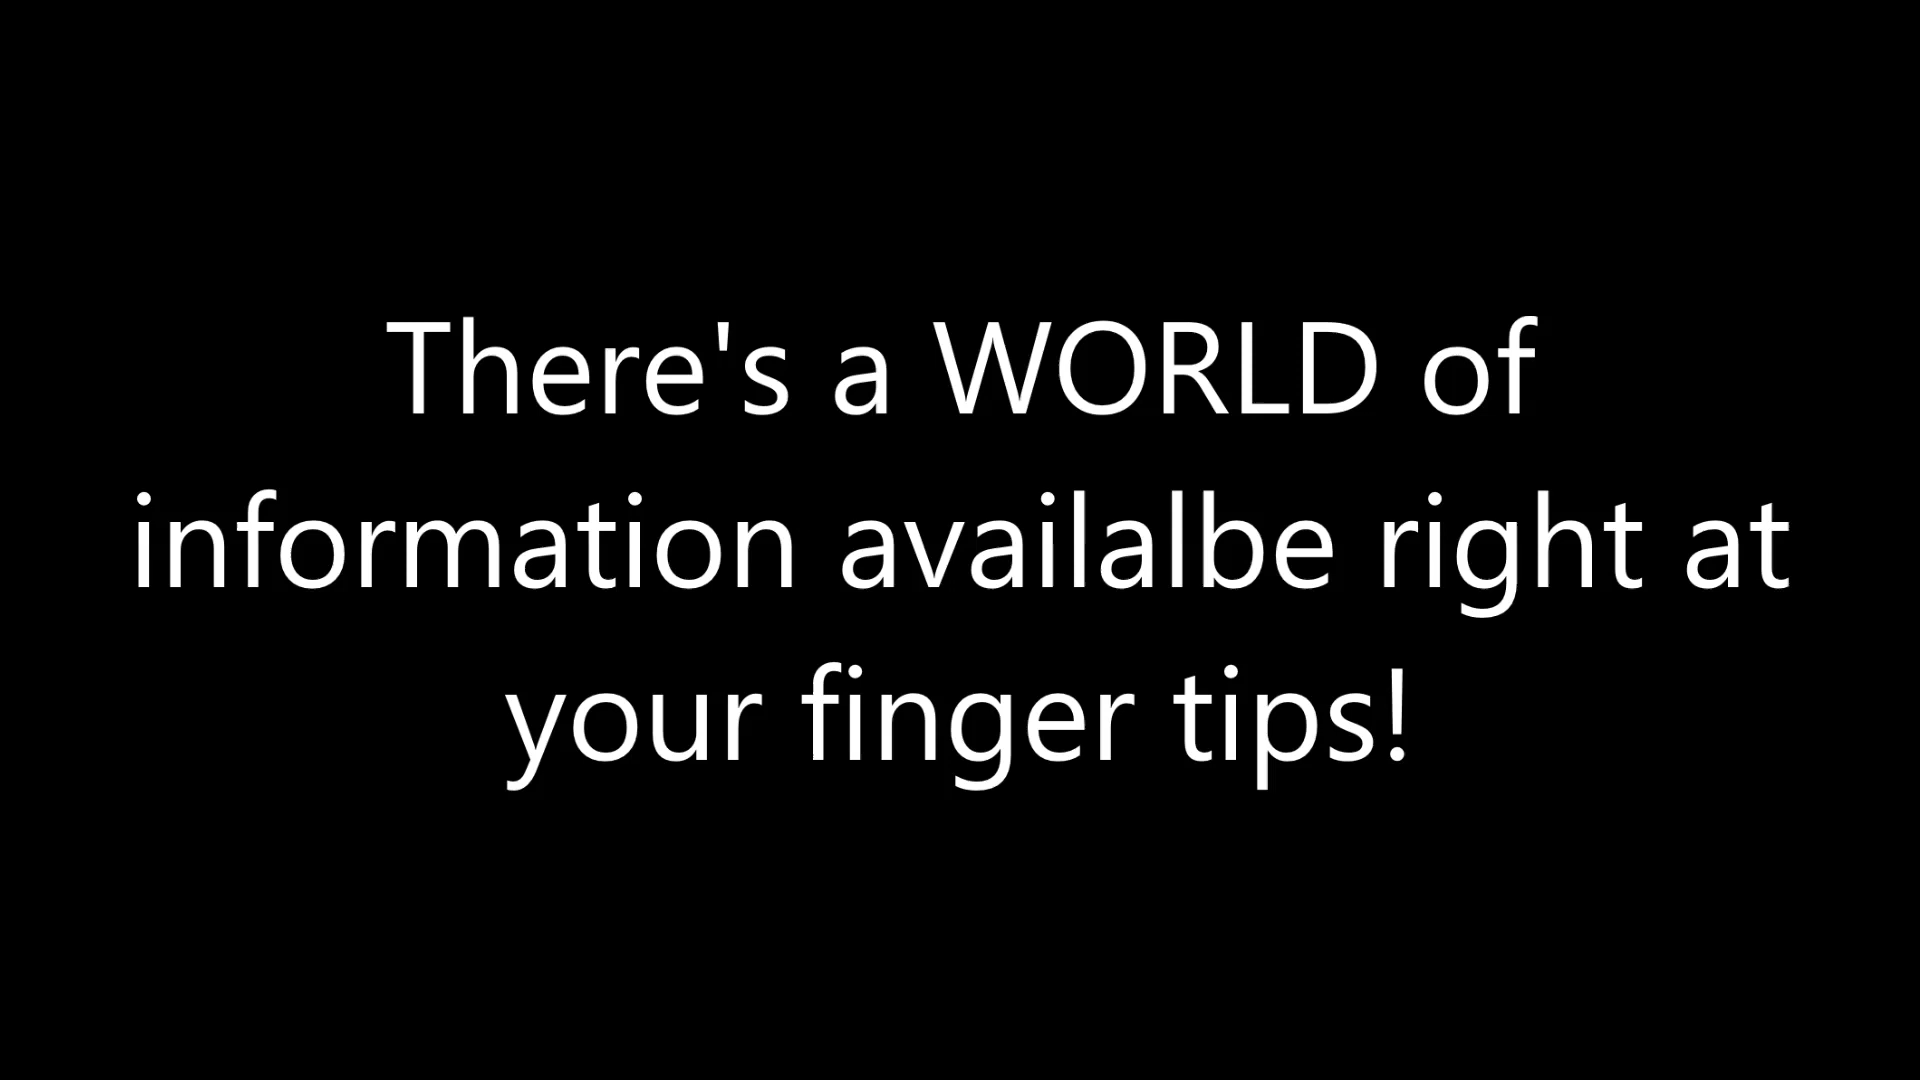 There's a WORLD of
information availalbe right at
your finger tips!